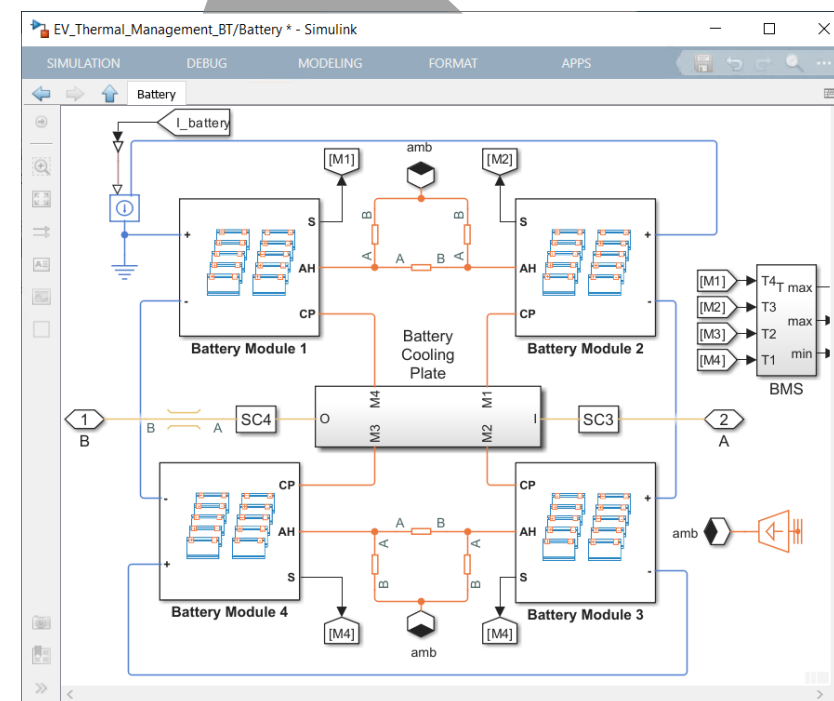 EV_Thermal_Management_BT/Battery * - Simulink
SIMULATION DEBUG MODELING FORMAT APPS
Battery
I_battery
amb
[M1]
[M2]
B
B
A
A
S
S
+
+
A
B
AH
AH
[M1]
T4
T max
-
-
[M2]
T3
CP
CP
max
[M3]
T2
Battery Module 1
Battery
Cooling
Plate
Battery Module 2
[M4]
T1
min
BMS
M4
M1
1
B
B
A
SC4
O
I
SC3
2
A
M3
M2
CP
CP
-
+
A
B
AH
AH
amb
A
A
+
-
S
B
B
S
Battery Module 4
Battery Module 3
[M4]
[M4]
amb